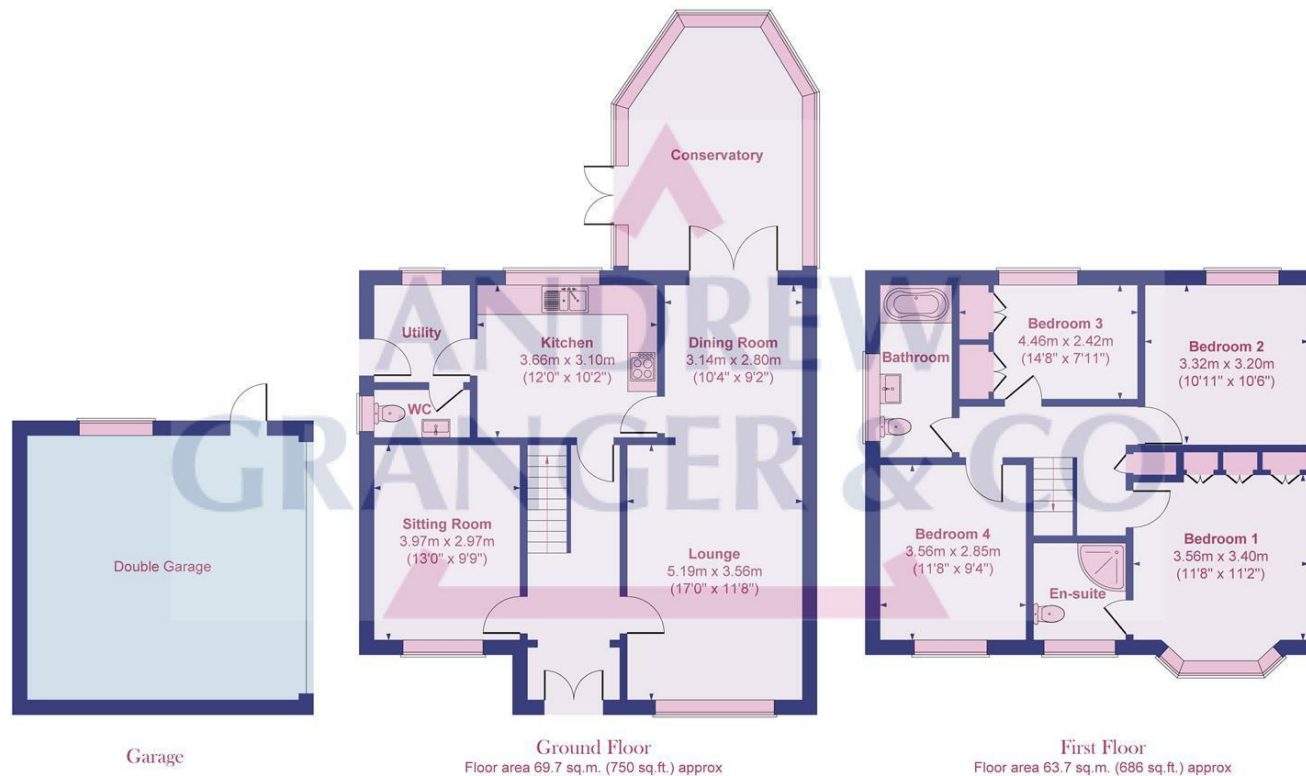 Conservatory
ANDREW
GRANGER & CO
Utility
Kitchen
3.66m x 3.10m
(12'0" x 10'2")
Dining Room
3.14m x 2.80m
(10'4" x 9'2")
WC
Sitting Room
3.97m x 2.97m
(13'0" x 9'9")
Lounge
5.19m x 3.56m
(17'0" x 11'8")
Double Garage
Bathroom
Bedroom 3
4.46m x 2.42m
(14'8" x 7'11")
Bedroom 2
3.32m x 3.20m
(10'11" x 10'6")
Bedroom 4
3.56m x 2.85m
(11'8" x 9'4")
Bedroom 1
3.56m x 3.40m
(11'8" x 11'2")
En-suite
Garage
Ground Floor
Floor area 69.7 sq.m. (750 sq.ft.) approx
First Floor
Floor area 63.7 sq.m. (686 sq.ft.) approx